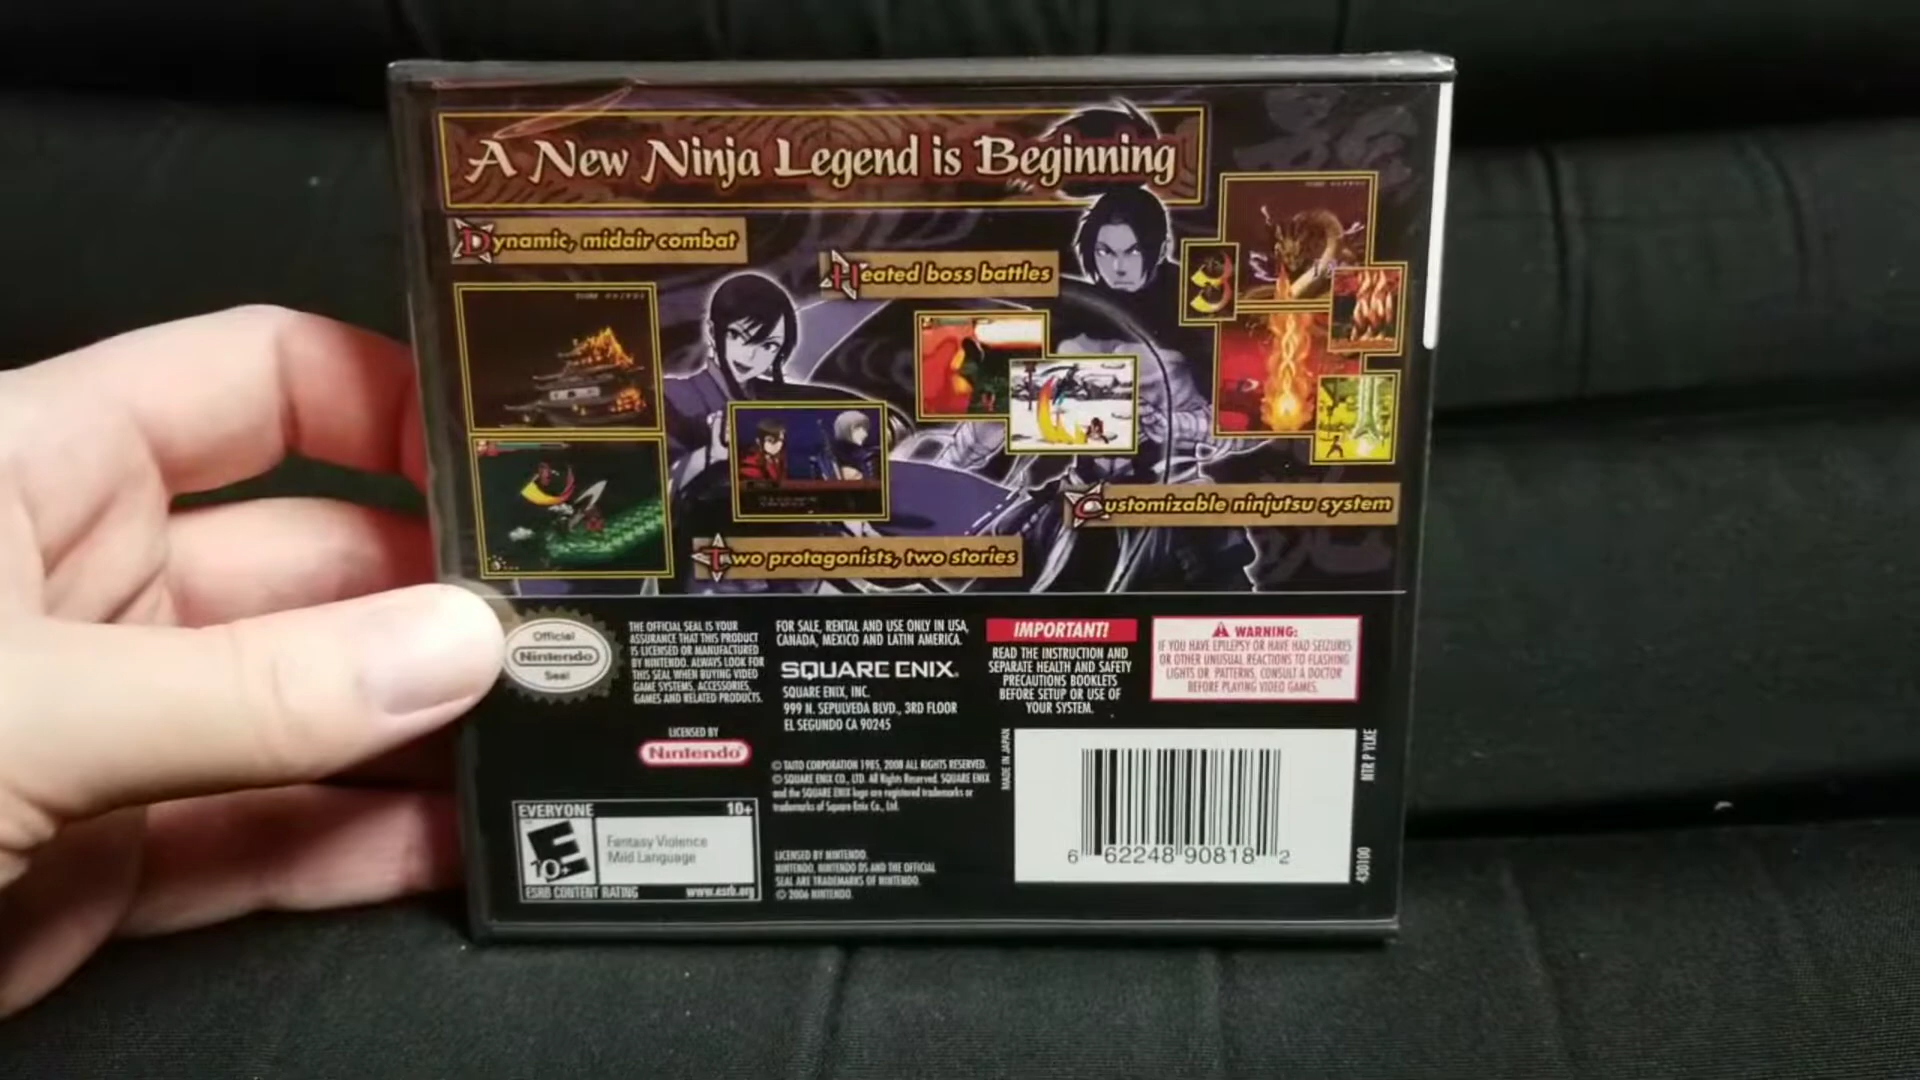 A New Ninja Legend is Beginning
Dynamic, midair combat
Heated boss battles
Customizable ninjutsu system
Two protagonists, two stories
Official
Nintendo
Seal
THE OFFICIAL SEAL IS YOUR
ASSURANCE THAT THIS PRODUCT
IS LICENSED OR MANUFACTURED
BY NINTENDO. ALWAYS LOOK FOR
THIS SEAL WHEN BUYING VIDEO
GAME SYSTEMS, ACCESSORIES,
GAMES AND RELATED PRODUCTS.
LICENSED BY
Nintendo
EVERYONE 10+
E
10+
Fantasy Violence
Mild Language
ESRB CONTENT RATING www.esrb.org
FOR SALE, RENTAL AND USE ONLY IN USA,
CANADA, MEXICO AND LATIN AMERICA.
SQUARE ENIX.
SQUARE ENIX, INC.
999 N. SEPULVEDA BLVD., 3RD FLOOR
EL SEGUNDO CA 90245
© TAITO CORPORATION 1985, 2008 ALL RIGHTS RESERVED.
© SQUARE ENIX CO., LTD. All Rights Reserved. SQUARE ENIX
and the SQUARE ENIX logo are registered trademarks or
trademarks of Square Enix Co., Ltd.
LICENSED BY NINTENDO.
NINTENDO, NINTENDO DS AND THE OFFICIAL
SEAL ARE TRADEMARKS OF NINTENDO.
© 2006 NINTENDO.
IMPORTANT!
READ THE INSTRUCTION AND
SEPARATE HEALTH AND SAFETY
PRECAUTIONS BOOKLETS
BEFORE SETUP OR USE OF
YOUR SYSTEM.
WARNING:
IF YOU HAVE EPILEPSY OR HAVE HAD SEIZURES
OR OTHER UNUSUAL REACTIONS TO FLASHING
LIGHTS OR PATTERNS, CONSULT A DOCTOR
BEFORE PLAYING VIDEO GAMES.
MADE IN JAPAN
NTR P YLKE
6 62248 90818 2
430100